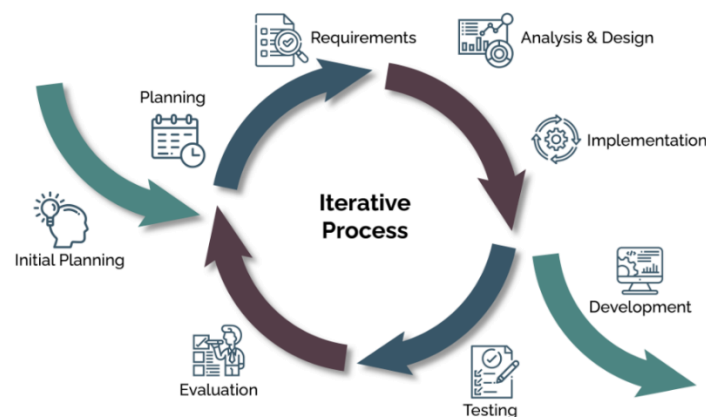 Requirements
Analysis & Design
Planning
Implementation
Iterative
Process
Initial Planning
Development
Evaluation
Testing